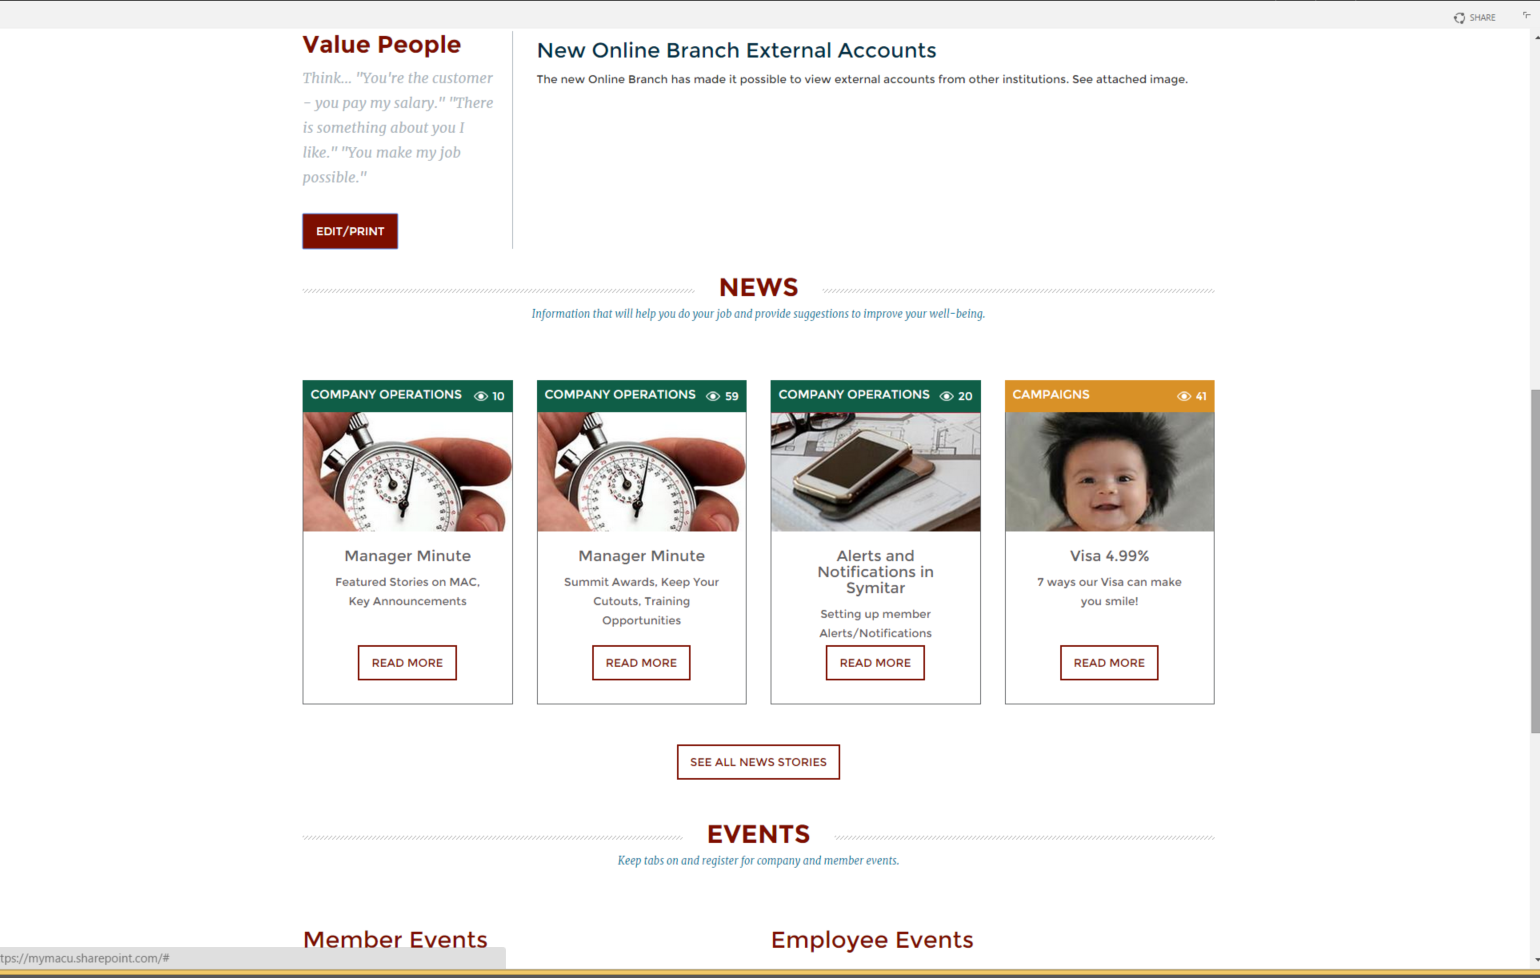 SHARE
Value People
Think... "You're the customer
– you pay my salary." "There
is something about you I
like." "You make my job
possible."
EDIT/PRINT
New Online Branch External Accounts
The new Online Branch has made it possible to view external accounts from other institutions. See attached image.
NEWS
Information that will help you do your job and provide suggestions to improve your well-being.
COMPANY OPERATIONS 10
Manager Minute
Featured Stories on MAC,
Key Announcements
READ MORE
COMPANY OPERATIONS 59
Manager Minute
Summit Awards, Keep Your
Cutouts, Training
Opportunities
READ MORE
COMPANY OPERATIONS 20
Alerts and
Notifications in
Symitar
Setting up member
Alerts/Notifications
READ MORE
CAMPAIGNS 41
Visa 4.99%
7 ways our Visa can make
you smile!
READ MORE
SEE ALL NEWS STORIES
EVENTS
Keep tabs on and register for company and member events.
Member Events
Employee Events
tps://mymacu.sharepoint.com/#